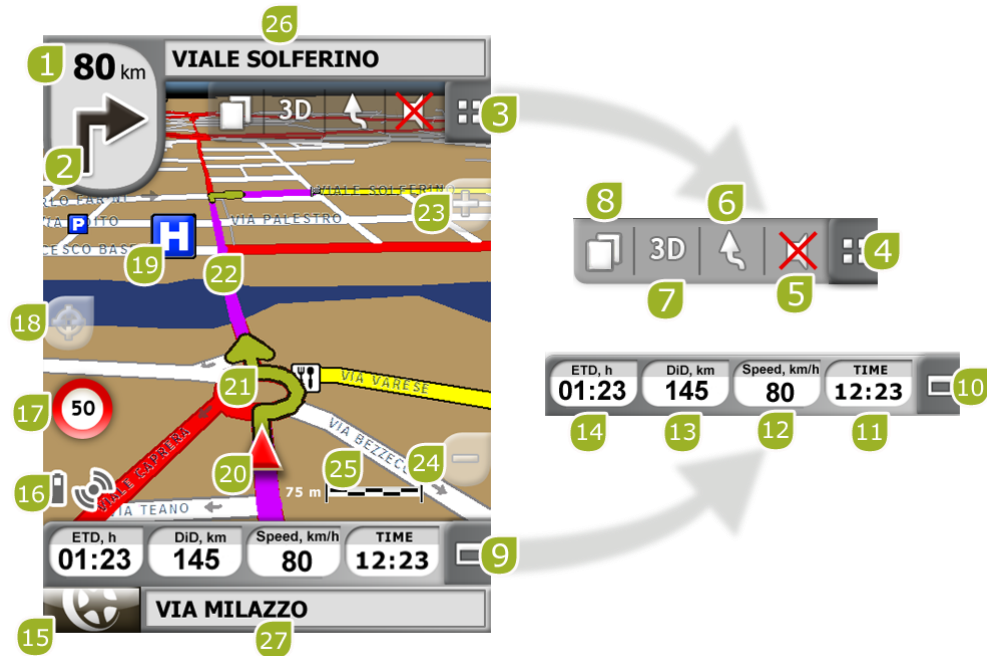 26
1
80 km
VIALE SOLFERINO
3D
3
2
VIALE SOLFERINO
23
P
VIA PALESTRO
H
19
22
8
6
3D
4
7
5
18
21
VIA VARESE
17
50
ETD, h
DiD, km
Speed, km/h
TIME
01:23
145
80
12:23
10
14
13
12
11
VIALE CAPRERA
20
25
24
75 m
16
VIA TEANO
ETD, h
DiD, km
Speed, km/h
TIME
01:23
145
80
12:23
9
15
VIA MILAZZO
27